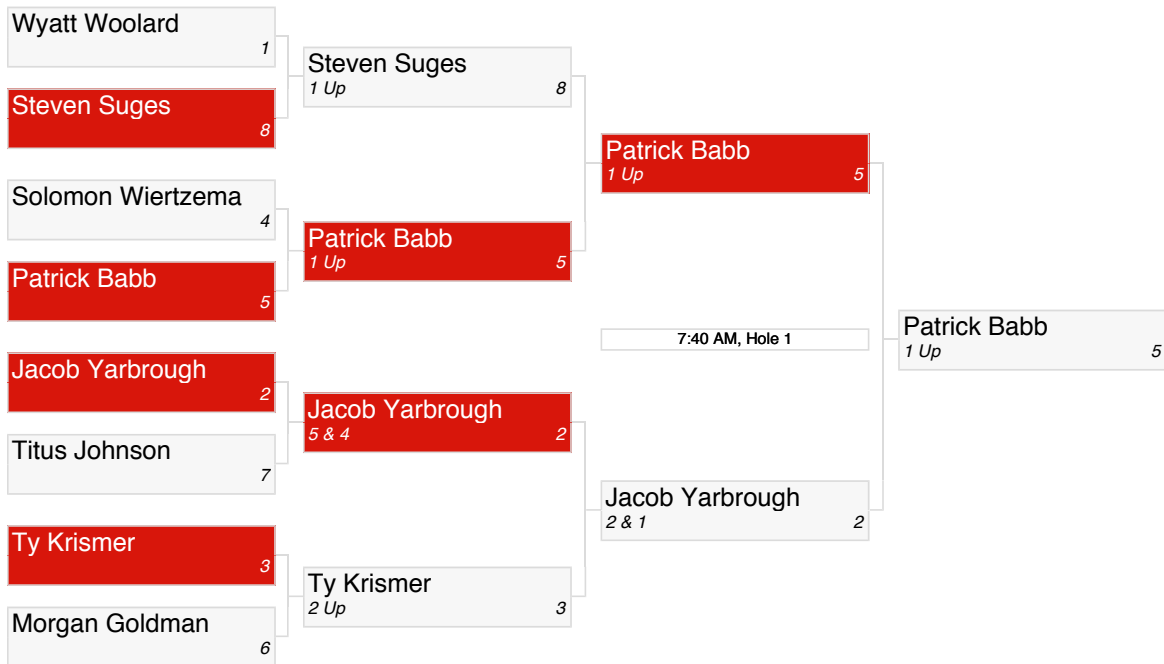 Wyatt Woolard
1
Steven Suges
8
Solomon Wiertzema
4
Patrick Babb
5
Jacob Yarbrough
2
Titus Johnson
7
Ty Krismer
3
Morgan Goldman
6
Steven Suges
1 Up 8
Patrick Babb
1 Up 5
Jacob Yarbrough
5 & 4 2
Ty Krismer
2 Up 3
Patrick Babb
1 Up 5
7:40 AM, Hole 1
Jacob Yarbrough
2 & 1 2
Patrick Babb
1 Up 5